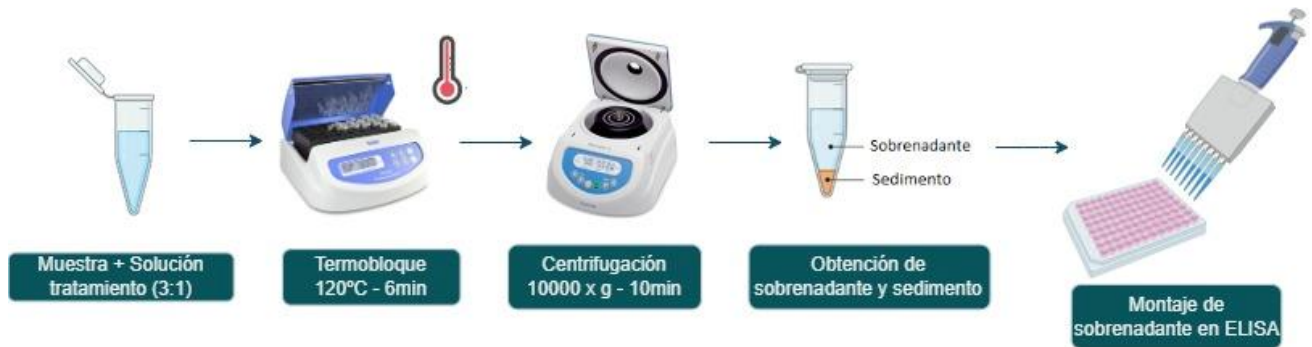 Sobrenadante
Sedimento
Muestra + Solución
tratamiento (3:1)
Termobloque
120ºC - 6min
Centrifugación
10000 x g - 10min
Obtención de
sobrenadante y sedimento
Montaje de
sobrenadante en ELISA